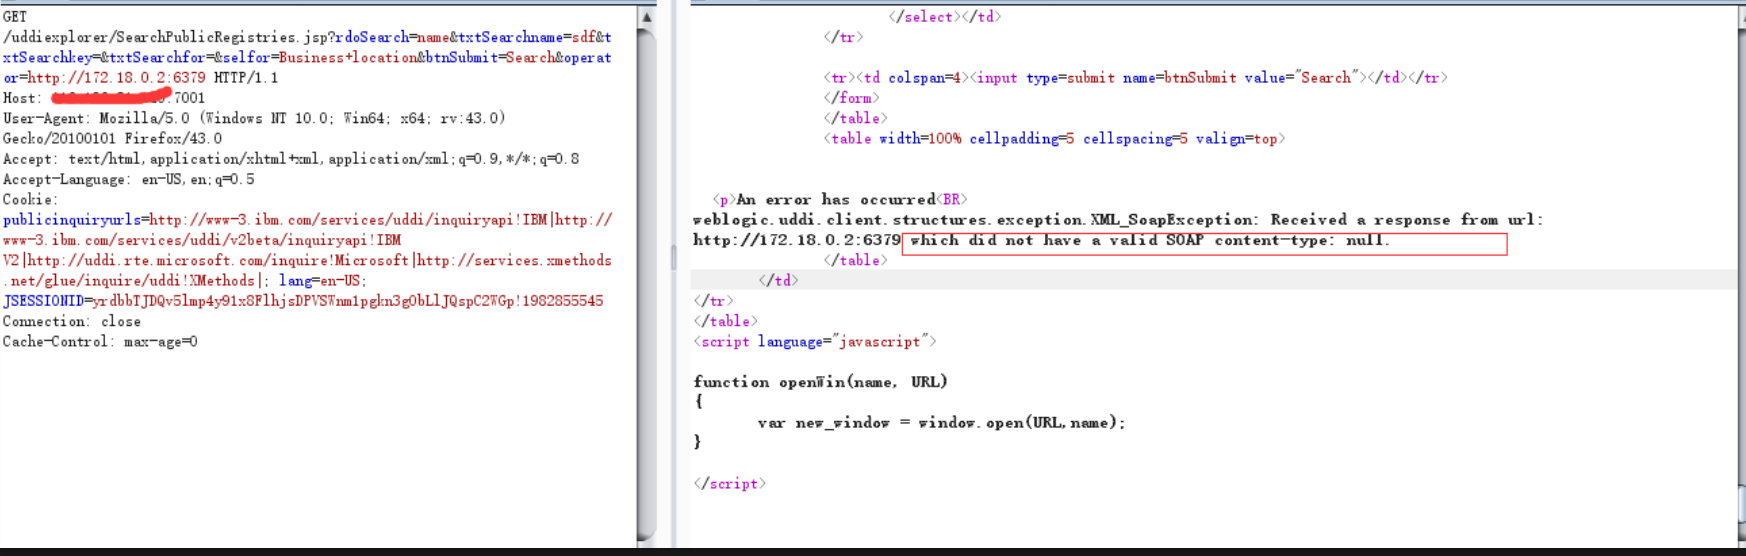 GET
/uddiexplorer/SearchPublicRegistries.jsp?rdoSearch=name&txtSearchname=sdf&t
xtSearchkey=&txtSearchfor=&selfor=Business+location&btnSubmit=Search&operat
or=http://172.18.0.2:6379 HTTP/1.1
Host: :7001
User-Agent: Mozilla/5.0 (Windows NT 10.0; Win64; x64; rv:43.0)
Gecko/20100101 Firefox/43.0
Accept: text/html,application/xhtml+xml,application/xml;q=0.9,*/*;q=0.8
Accept-Language: en-US,en;q=0.5
Cookie:
publicinquiryurls=http://www-3.ibm.com/services/uddi/inquiryapi!IBM|http://
www-3.ibm.com/services/uddi/v2beta/inquiryapi!IBM
V2|http://uddi.rte.microsoft.com/inquire!Microsoft|http://services.xmethods
.net/glue/inquire/uddi!XMethods|; lang=en-US;
JSESSIONID=yrdbbTJDQv5lmp4y91x8FlhjsDPVSWnm1pgkn3g0bLlJQspC2WGp!1982855545
Connection: close
Cache-Control: max-age=0
</select></td>
</tr>
<tr><td colspan=4><input type=submit name=btnSubmit value="Search"></td></tr>
</form>
</table>
<table width=100% cellpadding=5 cellspacing=5 valign=top>
<p>An error has occurred<BR>
weblogic.uddi.client.structures.exception.XML_SoapException: Received a response from url:
http://172.18.0.2:6379 which did not have a valid SOAP content-type: null.
</table>
</td>
</tr>
</table>
<script language="javascript">
function openWin(name, URL)
{
var new_window = window.open(URL,name);
}
</script>